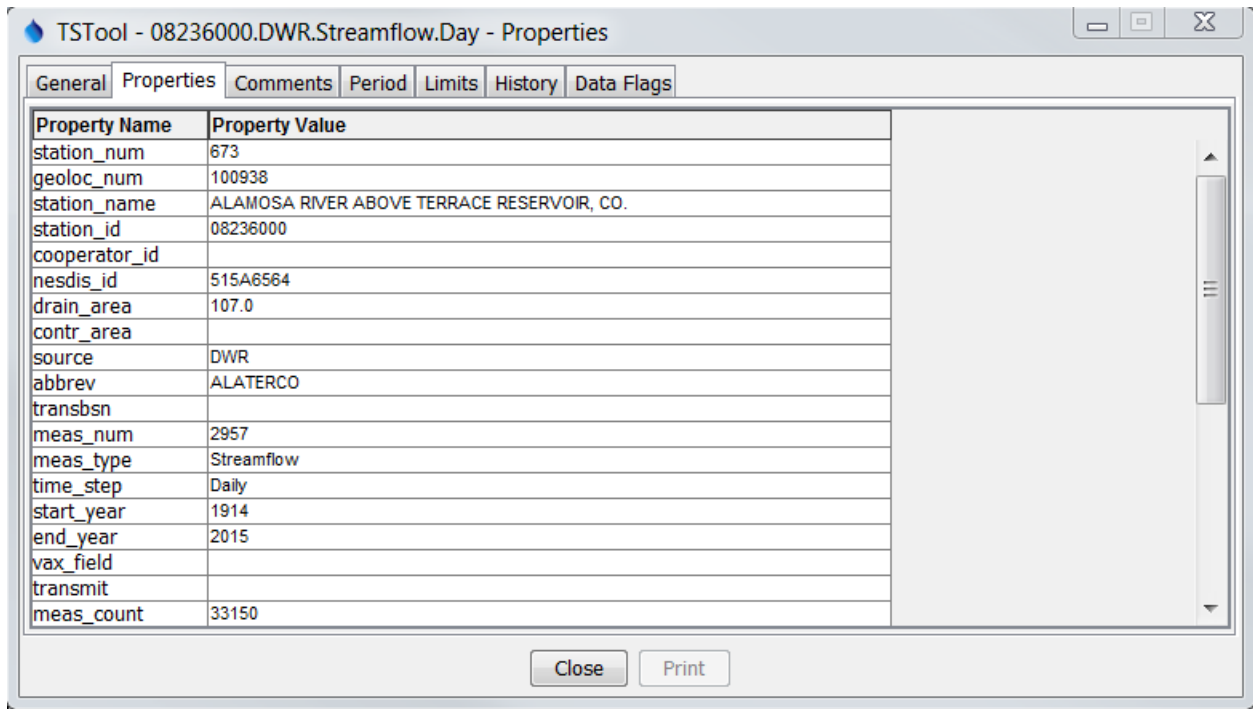 TSTool - 08236000.DWR.Streamflow.Day - Properties
General Properties Comments Period Limits History Data Flags
Property Name Property Value
station_num 673
geoloc_num 100938
station_name ALAMOSA RIVER ABOVE TERRACE RESERVOIR, CO.
station_id 08236000
cooperator_id
nesdis_id 515A6564
drain_area 107.0
contr_area
source DWR
abbrev ALATERCO
transbsn
meas_num 2957
meas_type Streamflow
time_step Daily
start_year 1914
end_year 2015
vax_field
transmit
meas_count 33150
Close Print